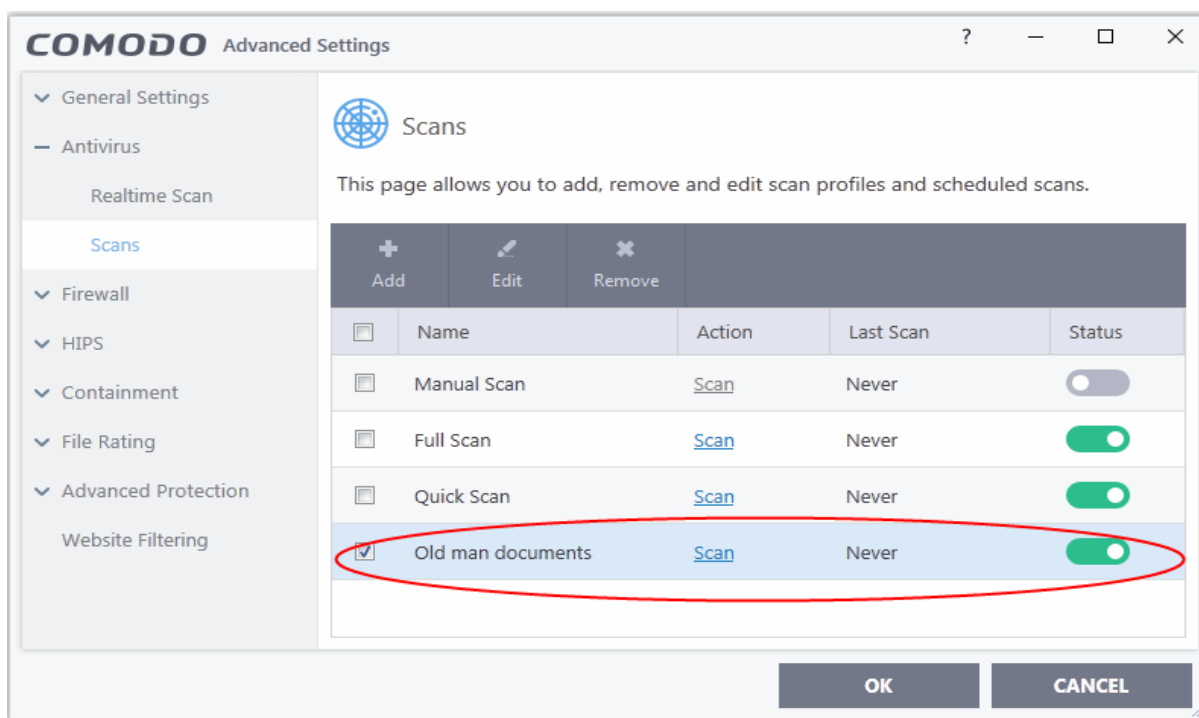 COMODO Advanced Settings ?
General Settings
Antivirus
Realtime Scan
Scans
Firewall
HIPS
Containment
File Rating
Advanced Protection
Website Filtering
Scans
This page allows you to add, remove and edit scan profiles and scheduled scans.
Add Edit Remove
Name Action Last Scan Status
Manual Scan Scan Never
Full Scan Scan Never
Quick Scan Scan Never
Old man documents Scan Never
OK CANCEL